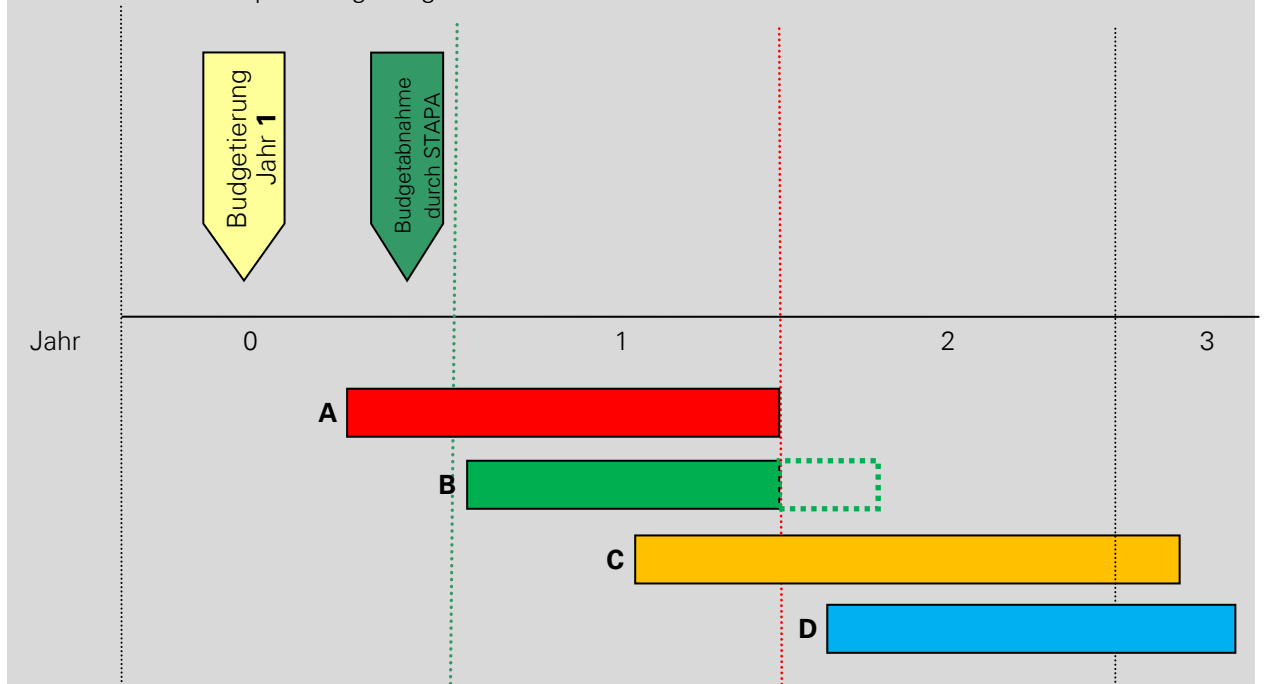 Budgetierung
Jahr 1
Budgetabnahme
durch STAPA
Jahr 0 1 2 3
A
B
C
D